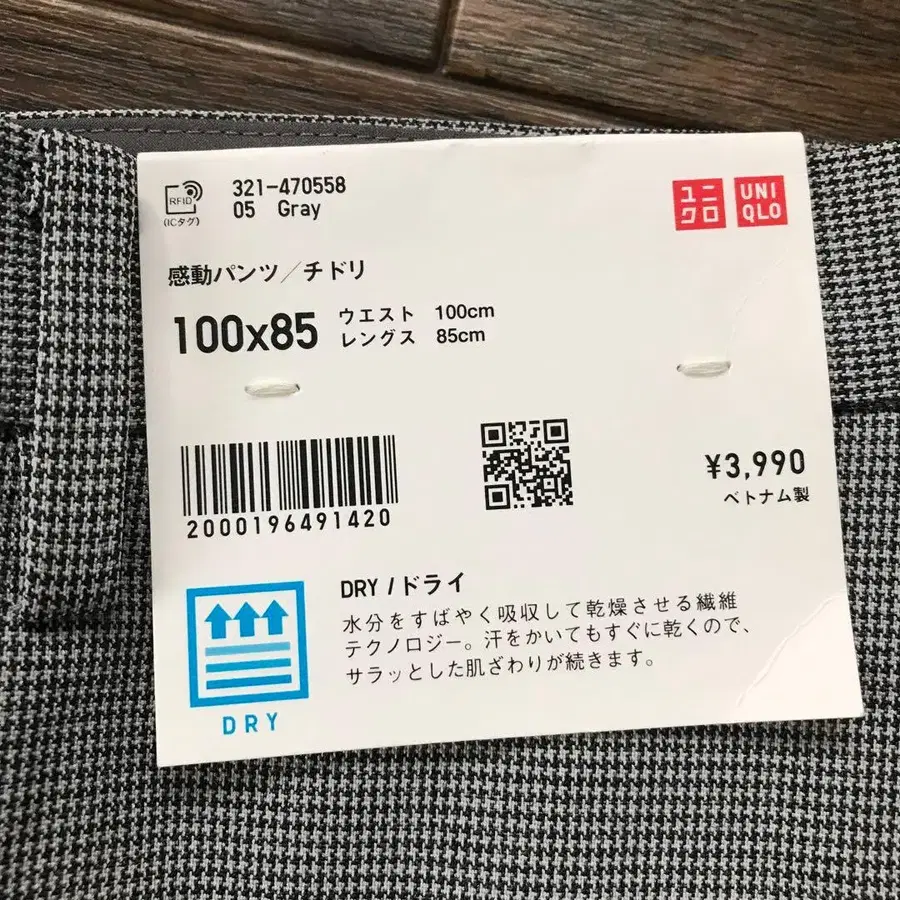 RFID
(ICタグ)
321-470558
05 Gray
ユニクロ
UNI
QLO
感動パンツ/チドリ
100x85
ウエスト 100cm
レングス 85cm
2000196491420
¥3,990
ベトナム製
DRY
DRY / ドライ
水分をすばやく吸収して乾燥させる繊維
テクノロジー。汗をかいてもすぐに乾くので、
サラッとした肌ざわりが続きます。